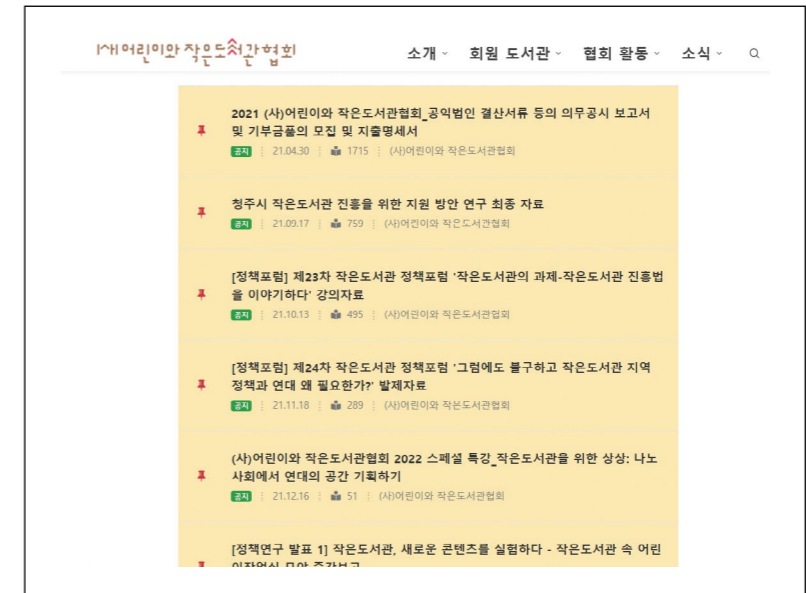 (사)어린이와 작은도서관협회
소개 회원 도서관 협회 활동 소식
2021 (사)어린이와 작은도서관협회_공익법인 결산서류 등의 의무공시 보고서
및 기부금품의 모집 및 지출명세서
공지 21.04.30 1715 (사)어린이와 작은도서관협회
청주시 작은도서관 진흥을 위한 지원 방안 연구 최종 자료
공지 21.09.17 759 (사)어린이와 작은도서관협회
[정책포럼] 제23차 작은도서관 정책포럼 '작은도서관의 과제-작은도서관 진흥법
을 이야기하다' 강의자료
공지 21.10.13 495 (사)어린이와 작은도서관협회
[정책포럼] 제24차 작은도서관 정책포럼 '그럼에도 불구하고 작은도서관 지역
정책과 연대 왜 필요한가?' 발제자료
공지 21.11.18 289 (사)어린이와 작은도서관협회
(사)어린이와 작은도서관협회 2022 스페셜 특강_작은도서관을 위한 상상: 나노
사회에서 연대의 공간 기획하기
공지 21.12.16 51 (사)어린이와 작은도서관협회
[정책연구 발표 1] 작은도서관, 새로운 콘텐츠를 실험하다 - 작은도서관 속 어린